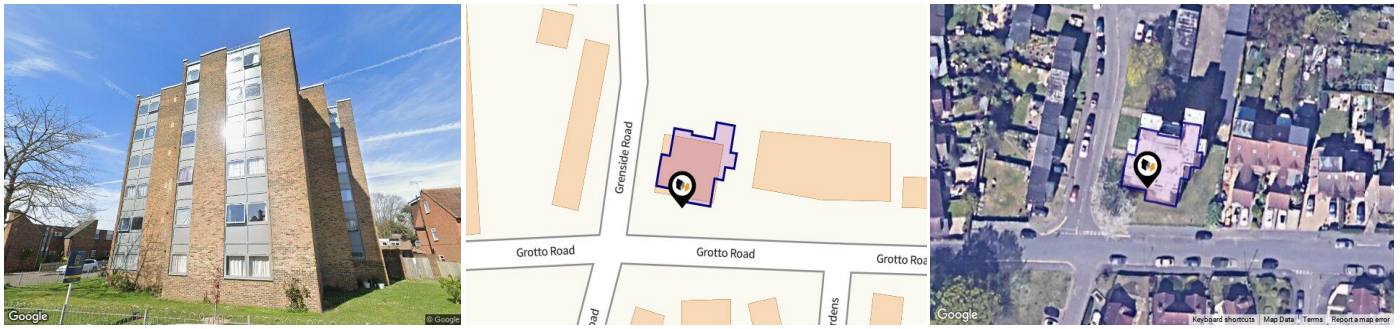 Google
© Google
Grenside Road
Grotto Road
Grotto Road
Grotto Roa
oad
rdens
Google
Keyboard shortcuts
Map Data
Terms
Report a map error